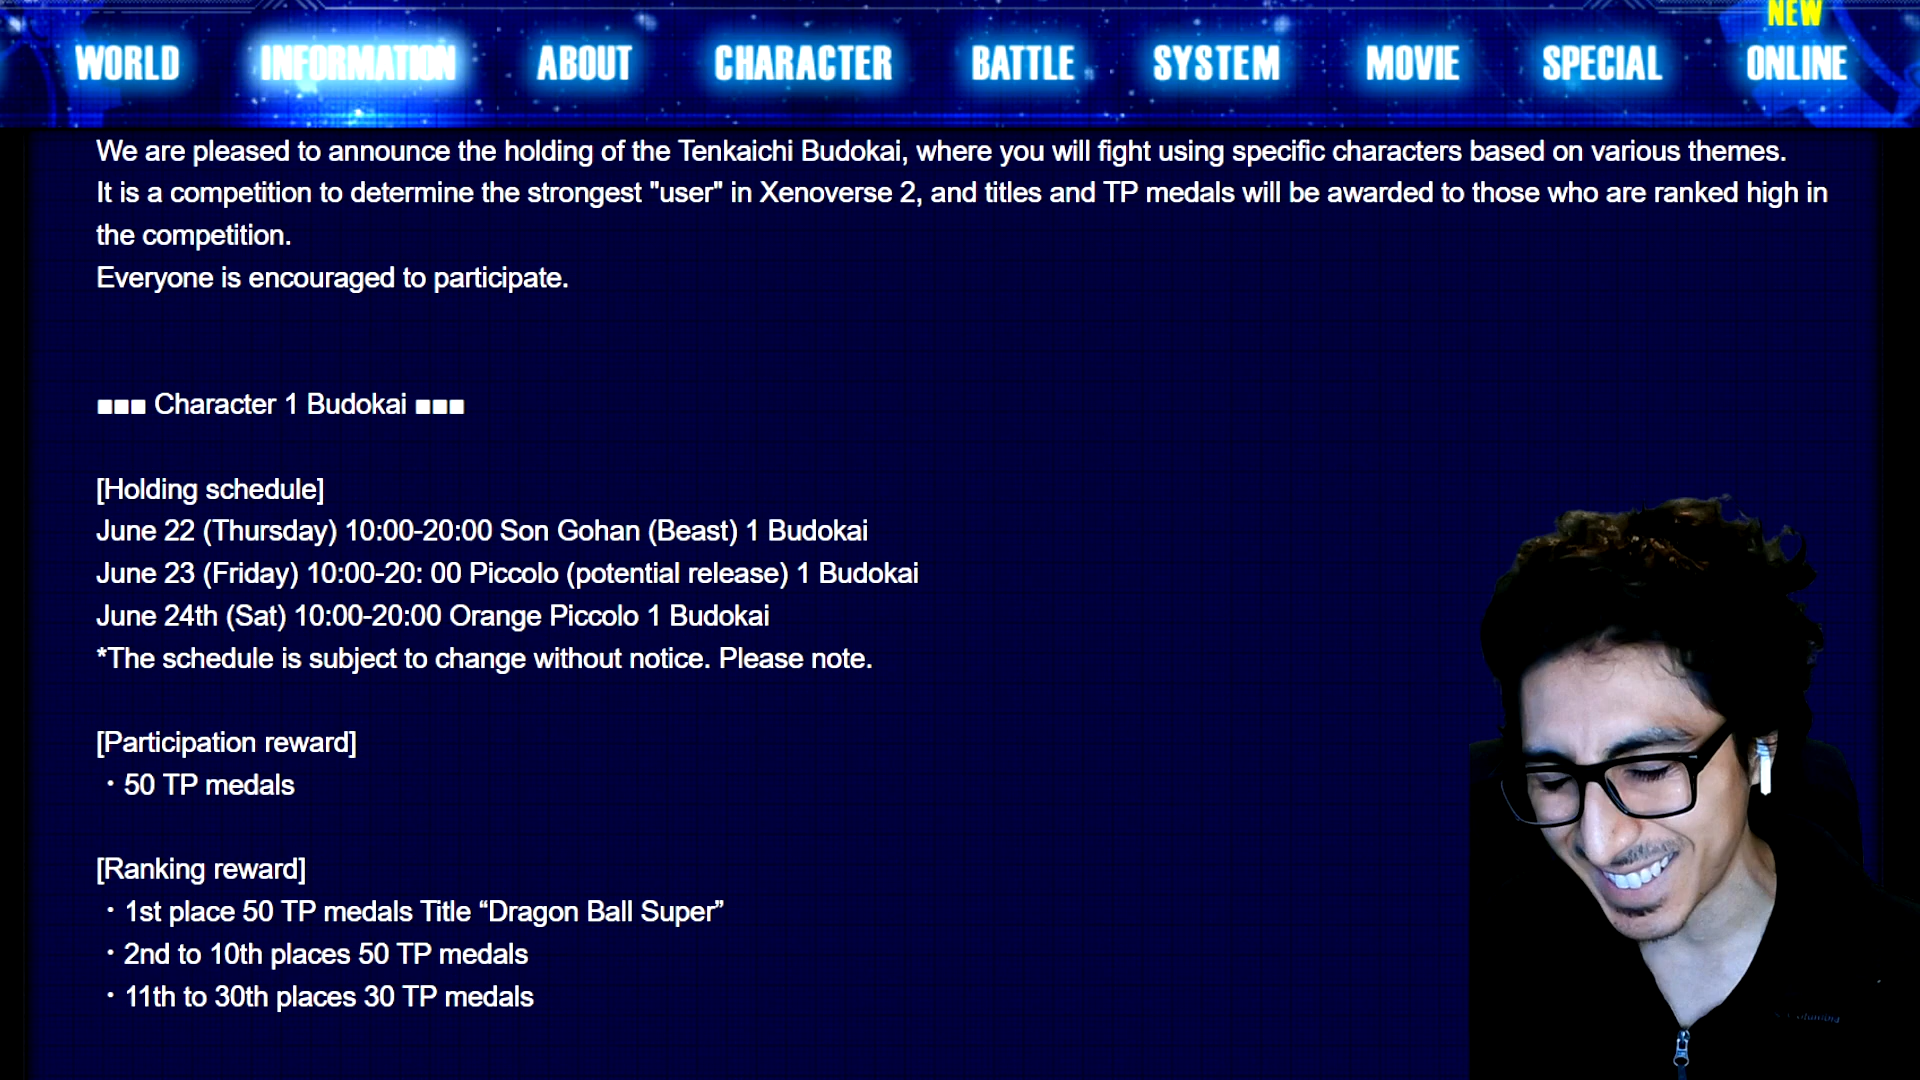 NEW
WORLD INFORMATION ABOUT CHARACTER BATTLE SYSTEM MOVIE SPECIAL ONLINE
We are pleased to announce the holding of the Tenkaichi Budokai, where you will fight using specific characters based on various themes.
It is a competition to determine the strongest "user" in Xenoverse 2, and titles and TP medals will be awarded to those who are ranked high in
the competition.
Everyone is encouraged to participate.
■■■ Character 1 Budokai ■■■
[Holding schedule]
June 22 (Thursday) 10:00-20:00 Son Gohan (Beast) 1 Budokai
June 23 (Friday) 10:00-20: 00 Piccolo (potential release) 1 Budokai
June 24th (Sat) 10:00-20:00 Orange Piccolo 1 Budokai
*The schedule is subject to change without notice. Please note.
[Participation reward]
・50 TP medals
[Ranking reward]
・1st place 50 TP medals Title “Dragon Ball Super”
・2nd to 10th places 50 TP medals
・11th to 30th places 30 TP medals
Columbia